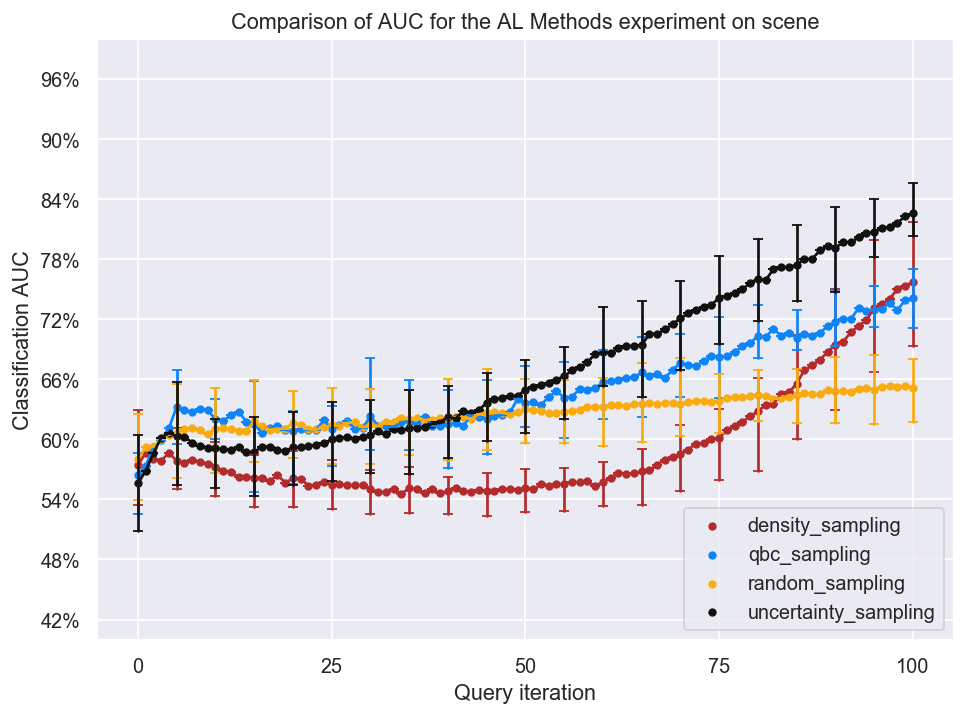 Comparison of AUC for the AL Methods experiment on scene
Classification AUC
96%
90%
84%
78%
72%
66%
60%
54%
48%
42%
density_sampling
qbc_sampling
random_sampling
uncertainty_sampling
0 25 50 75 100
Query iteration